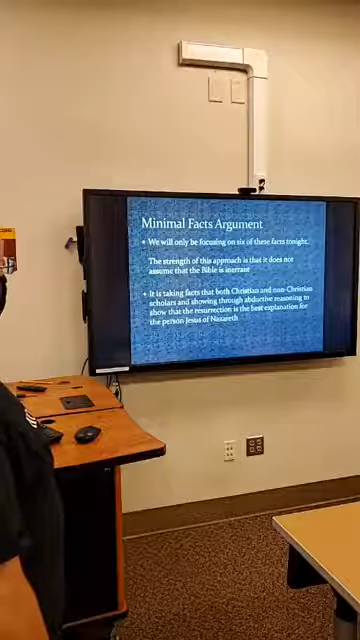 Minimal Facts Argument
• We will only be focusing on six of these facts tonight.
The strength of this approach is that it does not
assume that the Bible is inerrant
• It is taking facts that both Christian and non-Christian
scholars and showing through abductive reasoning to
show that the resurrection is the best explanation for
the person Jesus of Nazareth